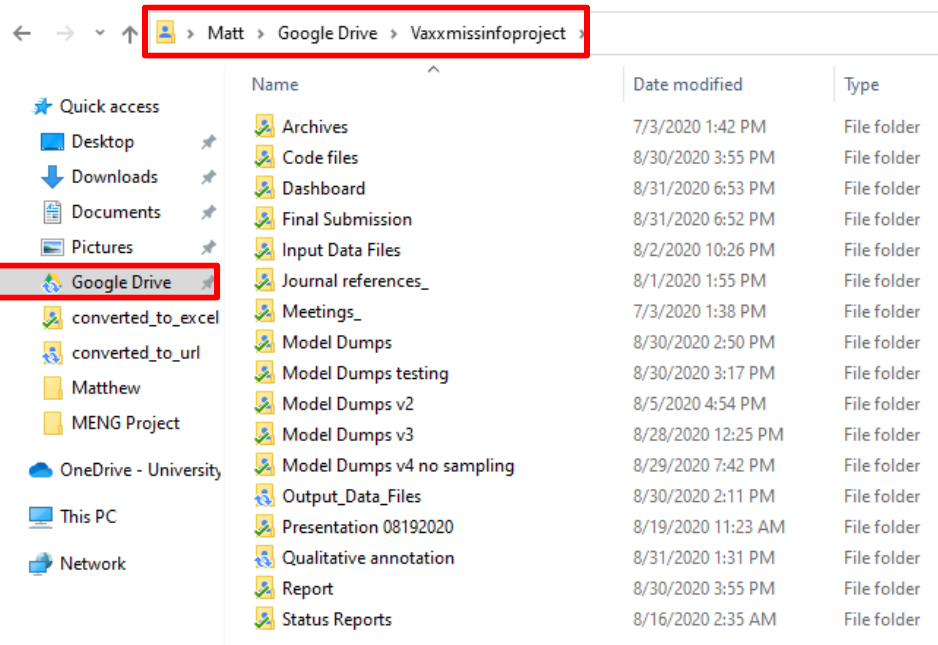 Matt > Google Drive > Vaxxmissinfoproject >
Name Date modified Type
Quick access
Desktop
Downloads
Documents
Pictures
Google Drive
converted_to_excel
converted_to_url
Matthew
MENG Project
OneDrive - University
This PC
Network
Archives 7/3/2020 1:42 PM File folder
Code files 8/30/2020 3:55 PM File folder
Dashboard 8/31/2020 6:53 PM File folder
Final Submission 8/31/2020 6:52 PM File folder
Input Data Files 8/2/2020 10:26 PM File folder
Journal references_ 8/1/2020 1:55 PM File folder
Meetings_ 7/3/2020 1:38 PM File folder
Model Dumps 8/30/2020 2:50 PM File folder
Model Dumps testing 8/30/2020 3:17 PM File folder
Model Dumps v2 8/5/2020 4:54 PM File folder
Model Dumps v3 8/28/2020 12:25 PM File folder
Model Dumps v4 no sampling 8/29/2020 7:42 PM File folder
Output_Data_Files 8/30/2020 2:11 PM File folder
Presentation 08192020 8/19/2020 11:23 AM File folder
Qualitative annotation 8/31/2020 1:31 PM File folder
Report 8/30/2020 3:55 PM File folder
Status Reports 8/16/2020 2:35 AM File folder